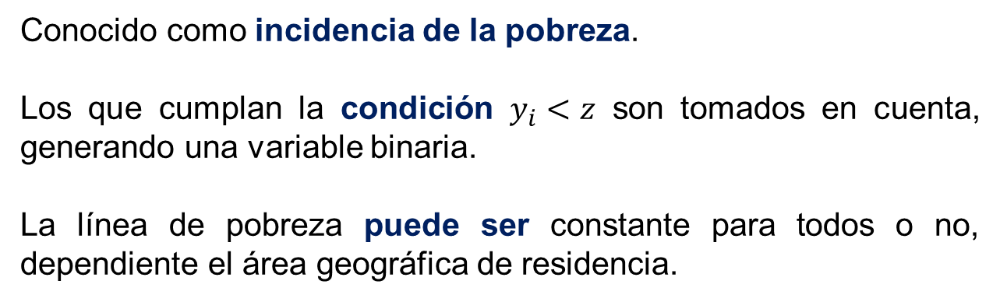 Conocido como incidencia de la pobreza.
Los que cumplan la condición 𝑦ᵢ < 𝑧 son tomados en cuenta,
generando una variable binaria.
La línea de pobreza puede ser constante para todos o no,
dependiente el área geográfica de residencia.